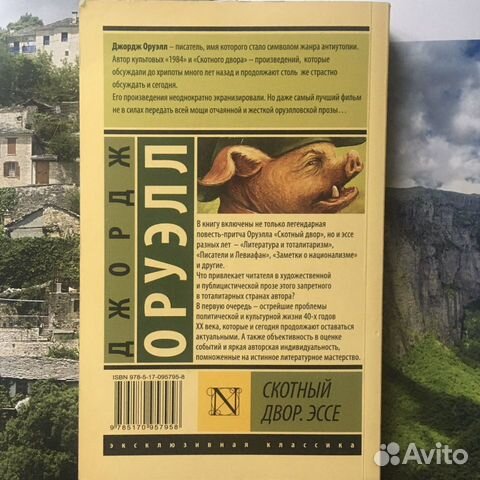 Джордж Оруэлл – писатель, имя которого стало символом жанра антиутопии.
Автор культовых «1984» и «Скотного двора» – произведений, которые
обсуждали до хрипоты много лет назад и продолжают столь же страстно
обсуждать и сегодня.
Его произведения неоднократно экранизировали. Но даже самый лучший фильм
не в силах передать всей мощи отчаянной и жесткой оруэлловской прозы…
ДЖОРДЖ
ОРУЭЛЛ
В книгу включены не только легендарная
повесть-притча Оруэлла «Скотный двор», но и эссе
разных лет – «Литература и тоталитаризм»,
«Писатели и Левиафан», «Заметки о национализме»
и другие.
Что привлекает читателя в художественной
и публицистической прозе этого запретного
в тоталитарных странах автора?
В первую очередь – острейшие проблемы
политической и культурной жизни 40-х годов
XX века, которые и сегодня продолжают оставаться
актуальными. А также объективность в оценке
событий и яркая авторская индивидуальность,
помноженные на истинное литературное мастерство.
ISBN 978-5-17-095795-8
9 785170 957958
N
СКОТНЫЙ
ДВОР. ЭССЕ
эксклюзивная классика
Avito